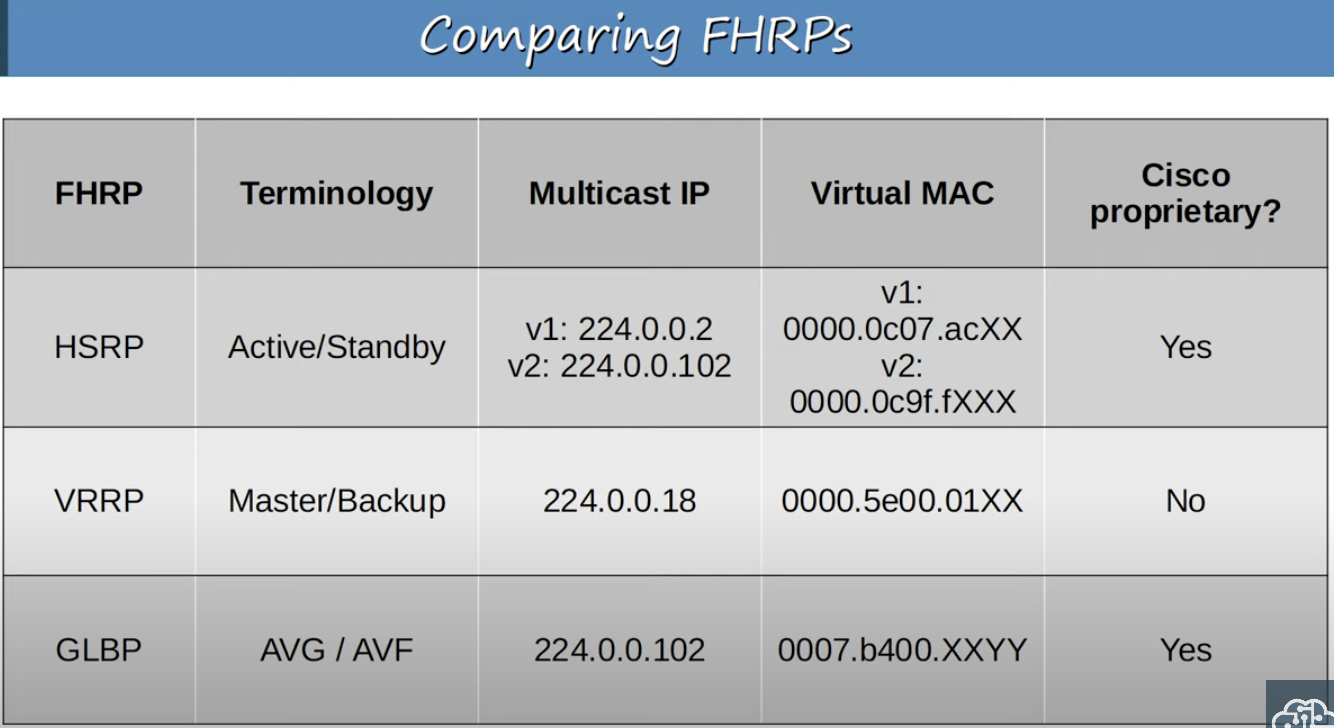 Comparing FHRPs
FHRP
Terminology
Multicast IP
Virtual MAC
Cisco
proprietary?
HSRP
Active/Standby
v1: 224.0.0.2
v2: 224.0.0.102
v1:
0000.0c07.acXX
v2:
0000.0c9f.fXXX
Yes
VRRP
Master/Backup
224.0.0.18
0000.5e00.01XX
No
GLBP
AVG / AVF
224.0.0.102
0007.b400.XXYY
Yes